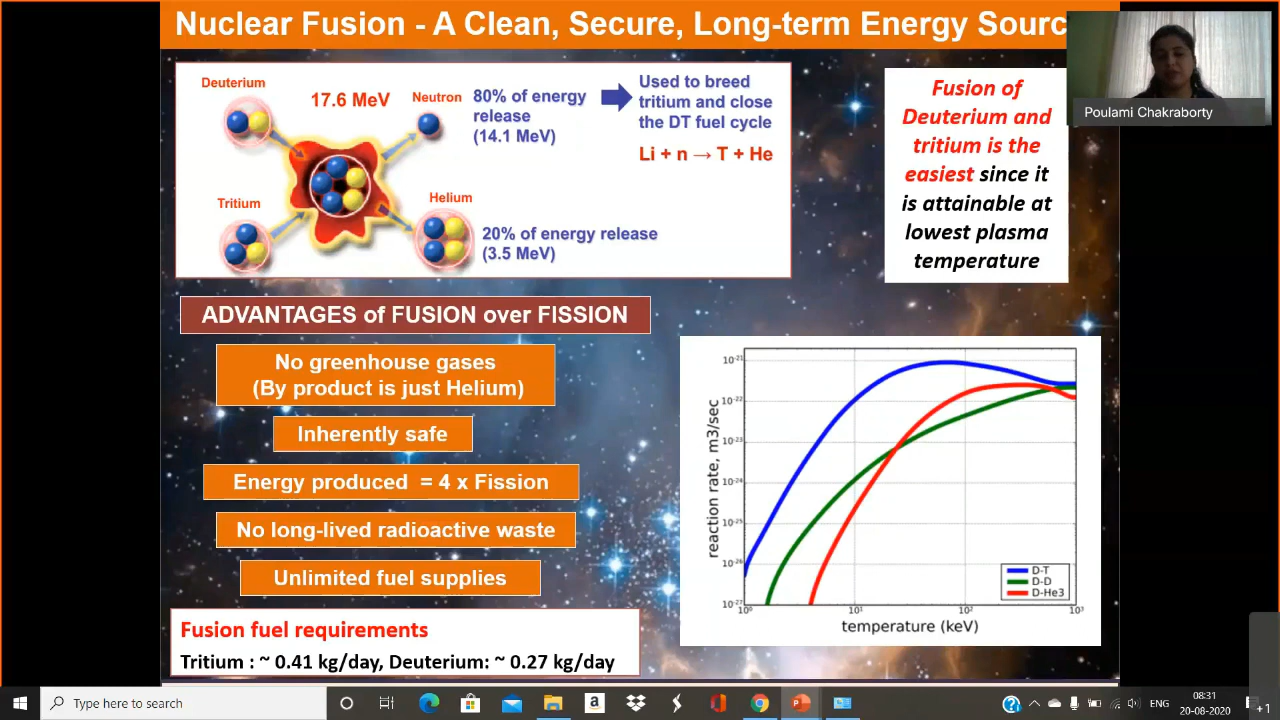 Nuclear Fusion - A Clean, Secure, Long-term Energy Sourc
Poulami Chakraborty
Deuterium
17.6 MeV
Neutron
80% of energy
release
(14.1 MeV)
Used to breed
tritium and close
the DT fuel cycle
Li + n → T + He
Tritium
Helium
20% of energy release
(3.5 MeV)
Fusion of
Deuterium and
tritium is the
easiest since it
is attainable at
lowest plasma
temperature
ADVANTAGES of FUSION over FISSION
No greenhouse gases
(By product is just Helium)
Inherently safe
Energy produced = 4 x Fission
No long-lived radioactive waste
Unlimited fuel supplies
Fusion fuel requirements
Tritium : ~ 0.41 kg/day, Deuterium: ~ 0.27 kg/day
reaction rate, m3/sec
10⁻²¹
10⁻²²
10⁻²³
10⁻²⁴
10⁻²⁵
10⁻²⁶
10⁻²⁷
D-T
D-D
D-He3
10⁰ 10¹ 10² 10³
temperature (keV)
Type here to search
ENG
08:31
20-08-2020
+1